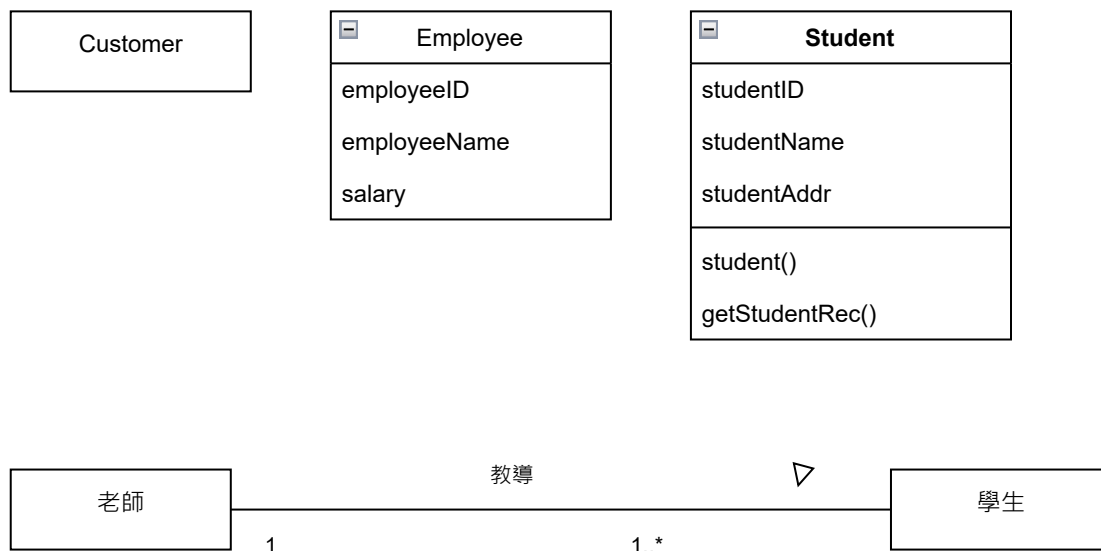 Customer
Employee
employeeID
employeeName
salary
Student
studentID
studentName
studentAddr
student()
getStudentRec()
老師
教導
學生
1
1..*